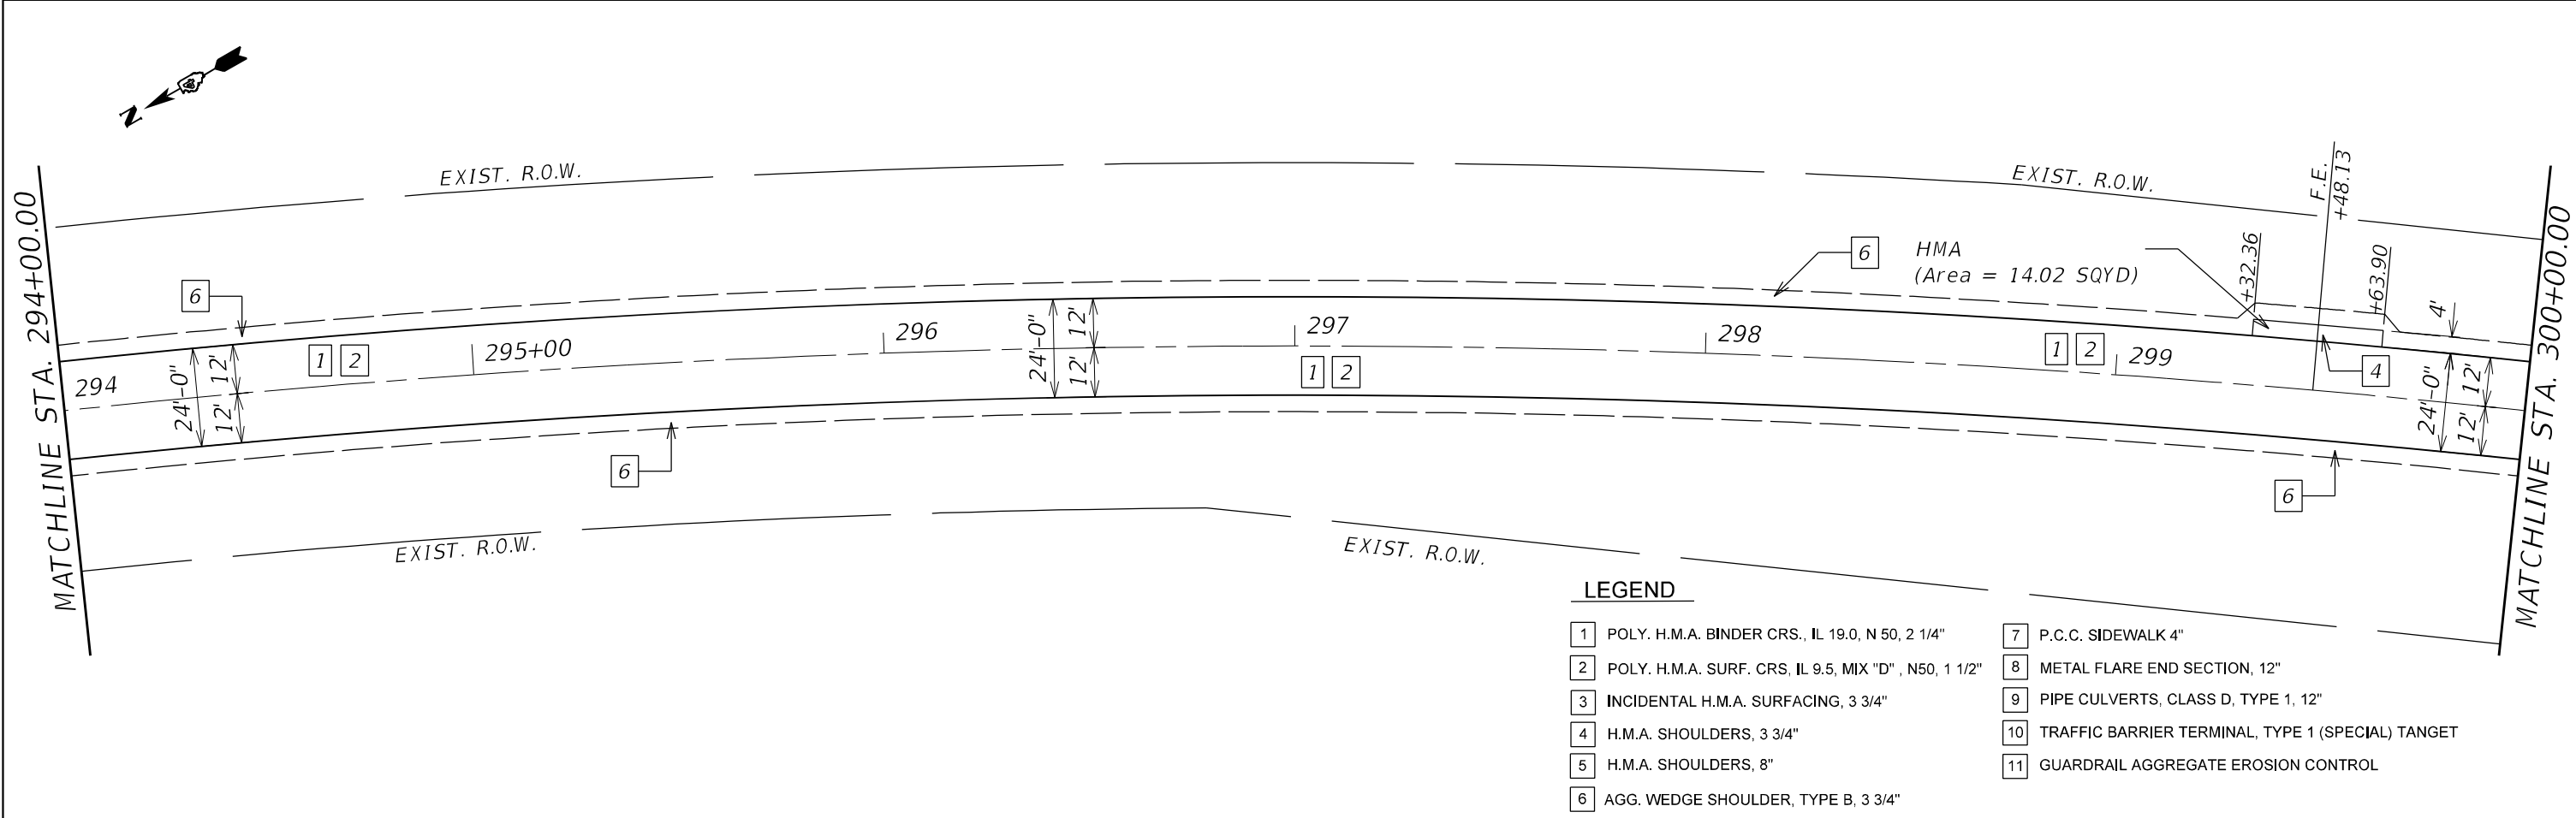 N
EXIST. R.O.W.
EXIST. R.O.W.
F.E.
+48.13
MATCHLINE STA. 294+00.00
MATCHLINE STA. 300+00.00
6
HMA
(Area = 14.02 SQYD)
+32.36
+63.90
4'
6
294
24'-0"
12'
12'
1 2
295+00
296
24'-0"
12'
12'
297
1 2
298
1 2
299
4
24'-0"
12'
12'
6
6
EXIST. R.O.W.
EXIST. R.O.W.
LEGEND
1 POLY. H.M.A. BINDER CRS., IL 19.0, N 50, 2 1/4"
2 POLY. H.M.A. SURF. CRS, IL 9.5, MIX "D" , N50, 1 1/2"
3 INCIDENTAL H.M.A. SURFACING, 3 3/4"
4 H.M.A. SHOULDERS, 3 3/4"
5 H.M.A. SHOULDERS, 8"
6 AGG. WEDGE SHOULDER, TYPE B, 3 3/4"
7 P.C.C. SIDEWALK 4"
8 METAL FLARE END SECTION, 12"
9 PIPE CULVERTS, CLASS D, TYPE 1, 12"
10 TRAFFIC BARRIER TERMINAL, TYPE 1 (SPECIAL) TANGET
11 GUARDRAIL AGGREGATE EROSION CONTROL